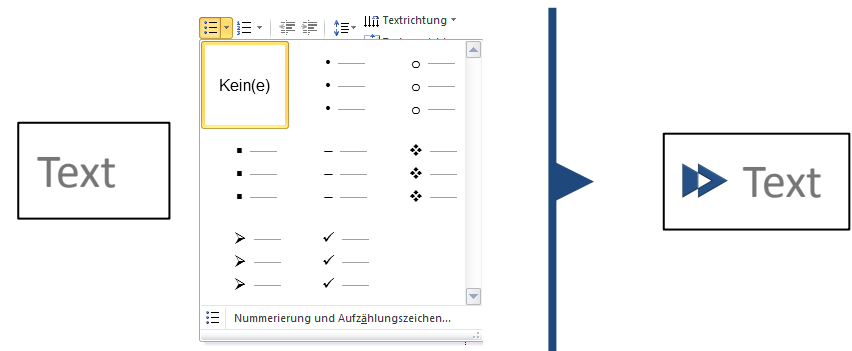 Textrichtung
Kein(e)
Text
Text
Nummerierung und Aufzählungszeichen...